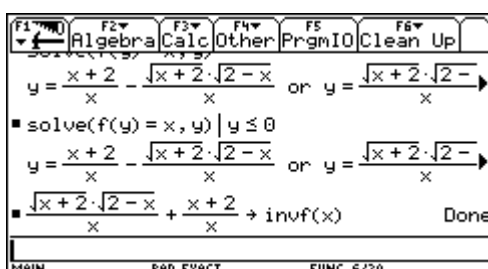 F1 F2 F3 F4 F5 F6
Algebra Calc Other PrgmIO Clean Up
solve(f(y) = x, y)
y = (x + 2)/x - (√(x + 2)·√(2 - x))/x or y = (√(x + 2)·√(2 -
▪ solve(f(y) = x, y) | y ≤ 0
y = (x + 2)/x - (√(x + 2)·√(2 - x))/x or y = (√(x + 2)·√(2 -
▪ (√(x + 2)·√(2 - x))/x + (x + 2)/x → invf(x) Done
MAIN RAD EXACT FUNC 6/30